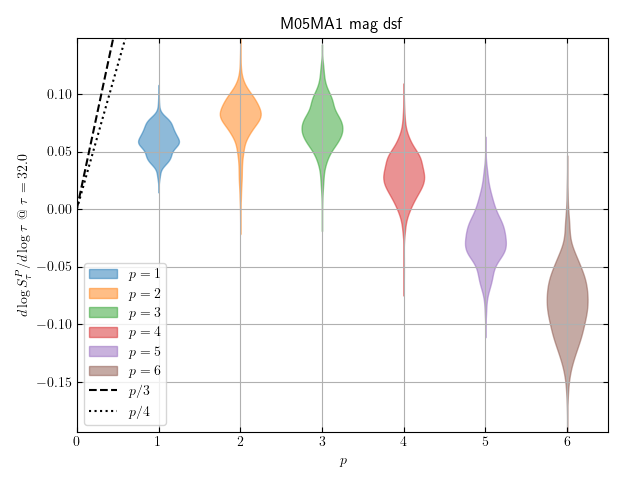 M05MA1 mag dsf
d log S_τ^P / d log τ @ τ = 32.0
0.10
0.05
0.00
−0.05
−0.10
−0.15
p = 1
p = 2
p = 3
p = 4
p = 5
p = 6
p/3
p/4
0 1 2 3 4 5 6
p